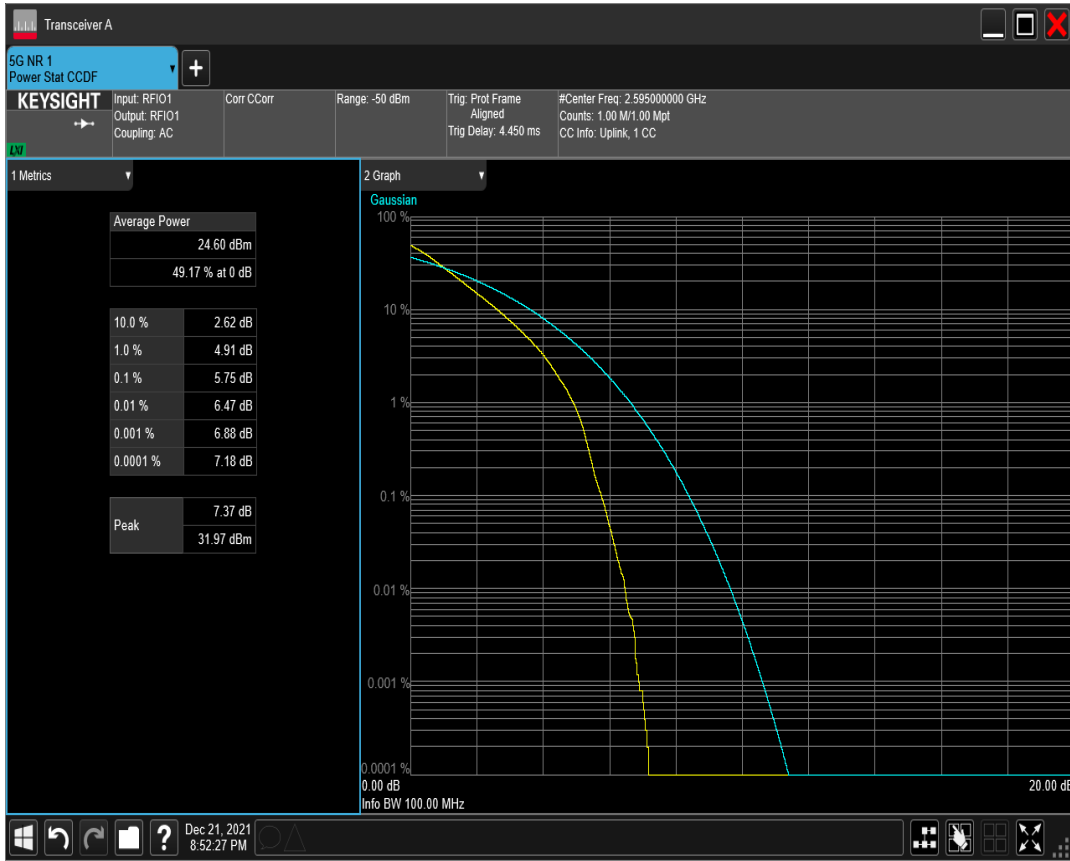 Transceiver A
5G NR 1
Power Stat CCDF
KEYSIGHT
LXI
Input: RFIO1
Output: RFIO1
Coupling: AC
Corr CCorr
Range: -50 dBm
Trig: Prot Frame
Aligned
Trig Delay: 4.450 ms
#Center Freq: 2.595000000 GHz
Counts: 1.00 M/1.00 Mpt
CC Info: Uplink, 1 CC
1 Metrics
Average Power
24.60 dBm
49.17 % at 0 dB
10.0 % 2.62 dB
1.0 % 4.91 dB
0.1 % 5.75 dB
0.01 % 6.47 dB
0.001 % 6.88 dB
0.0001 % 7.18 dB
Peak
7.37 dB
31.97 dBm
2 Graph
Gaussian
100 %
10 %
1 %
0.1 %
0.01 %
0.001 %
0.0001 %
0.00 dB
20.00 dB
Info BW 100.00 MHz
?
Dec 21, 2021
8:52:27 PM